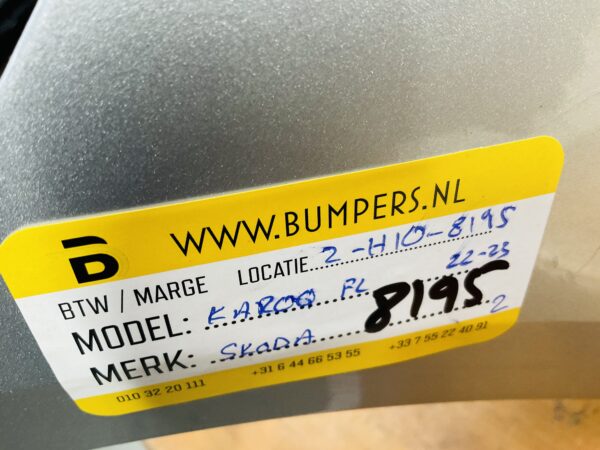 WWW.BUMPERS.NL
B
BTW / MARGE LOCATIE...2-H10-8195
MODEL: KAROQ FL 22-23
8195
MERK: SKODA 2
010 32 20 111 +31 6 44 66 53 55 +33 7 55 22 40 91